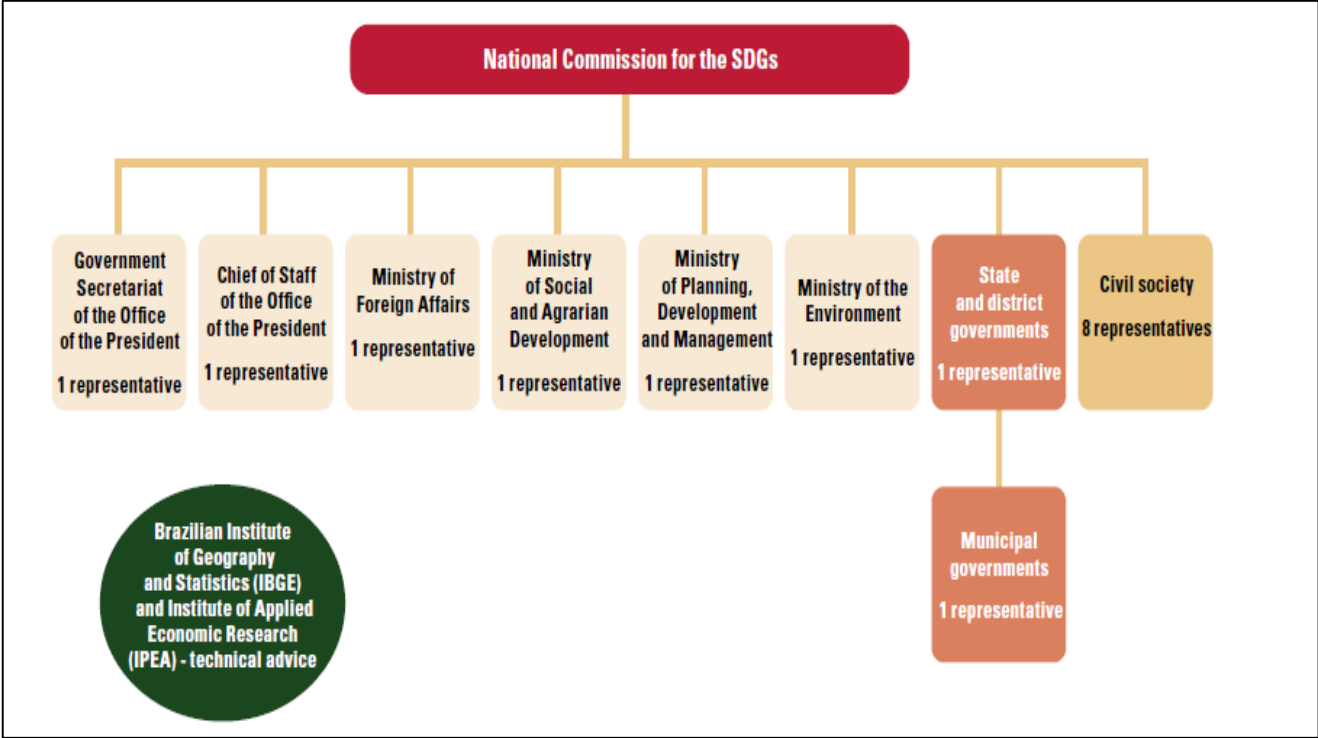 National Commission for the SDGs
Government
Secretariat
of the Office
of the President
1 representative
Chief of Staff
of the Office
of the President
1 representative
Ministry of
Foreign Affairs
1 representative
Ministry
of Social
and Agrarian
Development
1 representative
Ministry
of Planning,
Development
and Management
1 representative
Ministry of the
Environment
1 representative
State
and district
governments
1 representative
Civil society
8 representatives
Municipal
governments
1 representative
Brazilian Institute
of Geography
and Statistics (IBGE)
and Institute of Applied
Economic Research
(IPEA) - technical advice